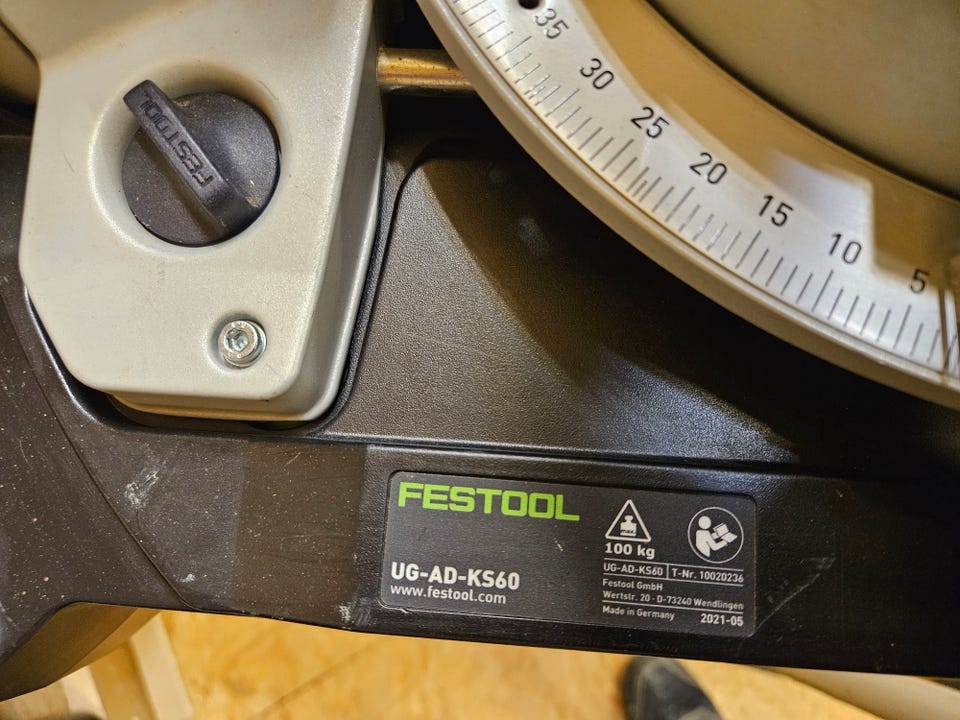 FESTOOL
35
30
25
20
15
10
5
FESTOOL
UG-AD-KS60
www.festool.com
max
100 kg
UG-AD-KS60 T-Nr. 10020236
Festool GmbH
Wertstr. 20 · D-73240 Wendlingen
Made in Germany 2021-05